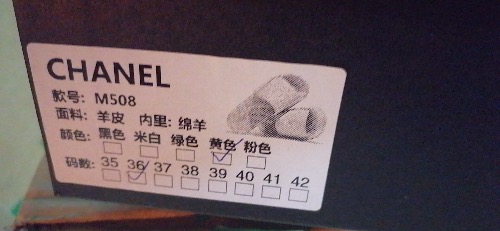 CHANEL
款号: M508
面料: 羊皮 内里: 绵羊
颜色: 黑色 米白 绿色 黄色 粉色
码数: 35 36 37 38 39 40 41 42